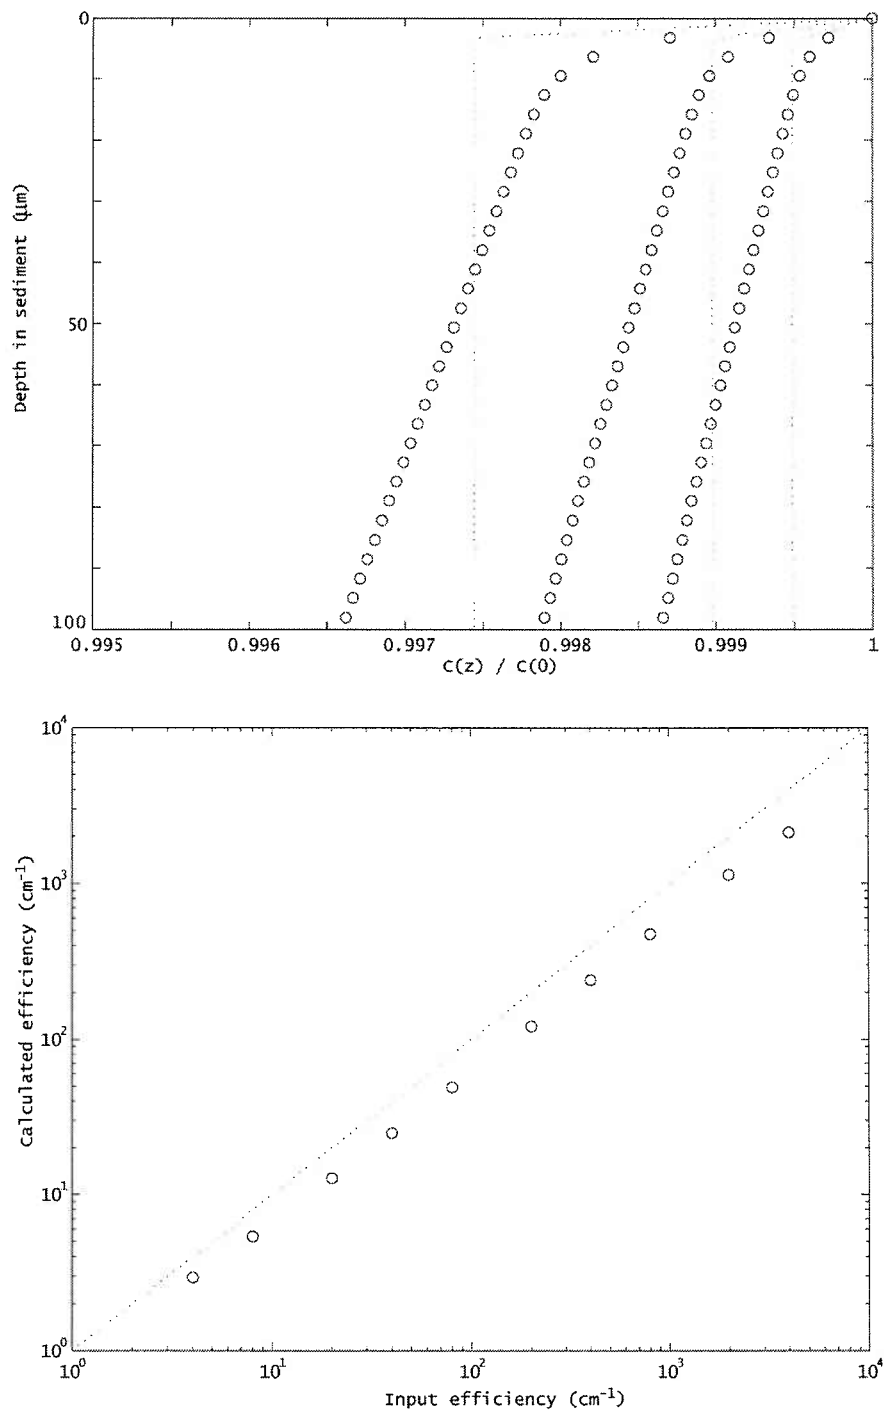 0
50
100
Depth in sediment (µm)
0.995 0.996 0.997 0.998 0.999 1
C(z) / C(0)
10⁴
10³
10²
10¹
10⁰
Calculated efficiency (cm⁻¹)
10⁰ 10¹ 10² 10³ 10⁴
Input efficiency (cm⁻¹)